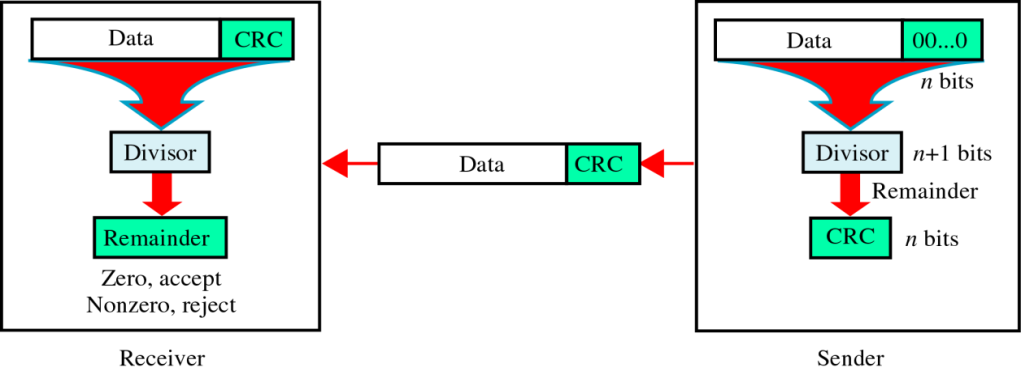 Data CRC
Divisor
Remainder
Zero, accept
Nonzero, reject
Receiver
Data CRC
Data 00...0
n bits
Divisor n+1 bits
Remainder
CRC n bits
Sender